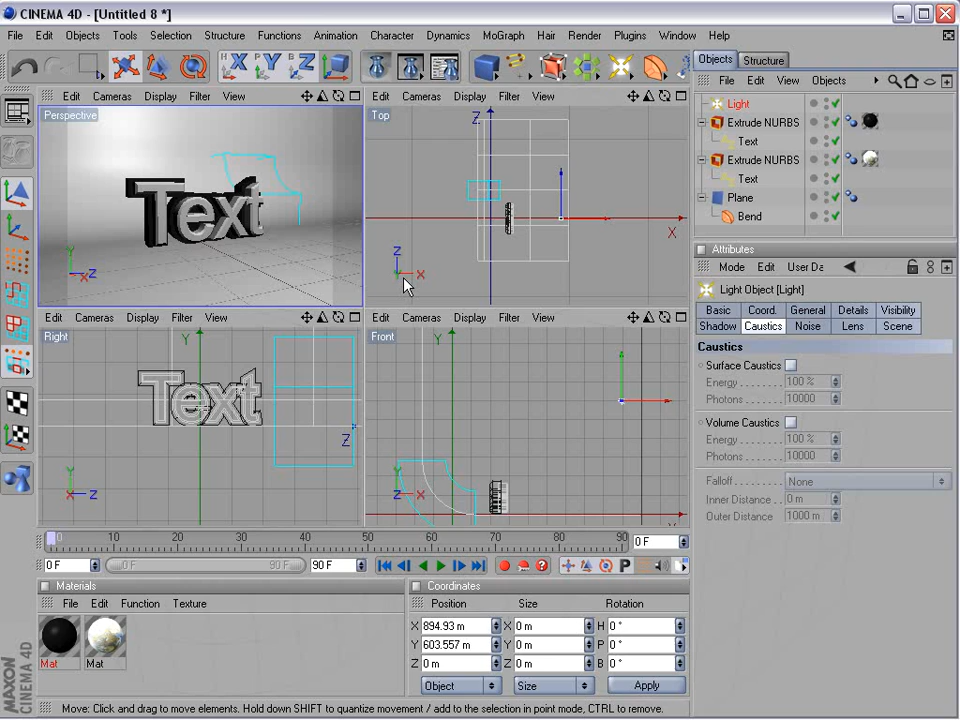 CINEMA 4D - [Untitled 8 *]
File Edit Objects Tools Selection Structure Functions Animation Character Dynamics MoGraph Hair Render Plugins Window Help
X Y Z
Objects Structure
File Edit View Objects
Edit Cameras Display Filter View
Edit Cameras Display Filter View
Perspective
Top
Light
Extrude NURBS
Text
Extrude NURBS
Text
Plane
Bend
Text
Z
X
Y
X Z
Z
X
Attributes
Mode Edit User Da
Light Object [Light]
Basic Coord. General Details Visibility
Shadow Caustics Noise Lens Scene
Caustics
Surface Caustics
Energy 100 %
Photons 10000
Volume Caustics
Energy 100 %
Photons 10000
Falloff None
Inner Distance 0 m
Outer Distance 1000 m
Edit Cameras Display Filter View
Edit Cameras Display Filter View
Right
Front
Y
Text
Z
Y
X Z
Y
Z X
0 10 20 30 40 50 60 70 80 90
0 F
0 F 0 F 90 F 90 F
P
Materials
File Edit Function Texture
Mat Mat
Coordinates
Position Size Rotation
X 894.93 m X 0 m H 0 °
Y 603.557 m Y 0 m P 0 °
Z 0 m Z 0 m B 0 °
Object Size Apply
MAXON
CINEMA 4D
Move: Click and drag to move elements. Hold down SHIFT to quantize movement / add to the selection in point mode, CTRL to remove.